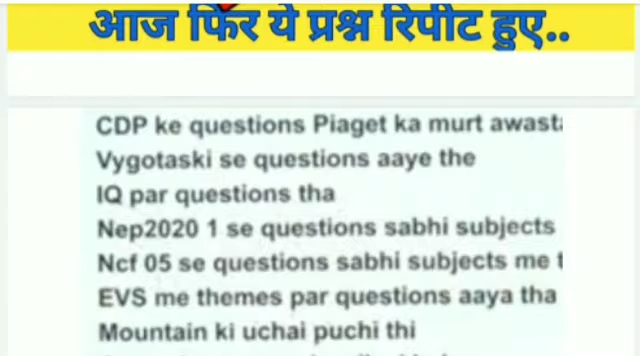 आज फिर ये प्रश्न रिपीट हुए..
CDP ke questions Piaget ka murt
Vygotaski se questions aaye the
IQ par questions tha
Nep2020 1 se questions sabhi subjects
Ncf 05 se questions sabhi subjects me
EVS me themes par questions aaya tha
Mountain ki uchai puchi thi